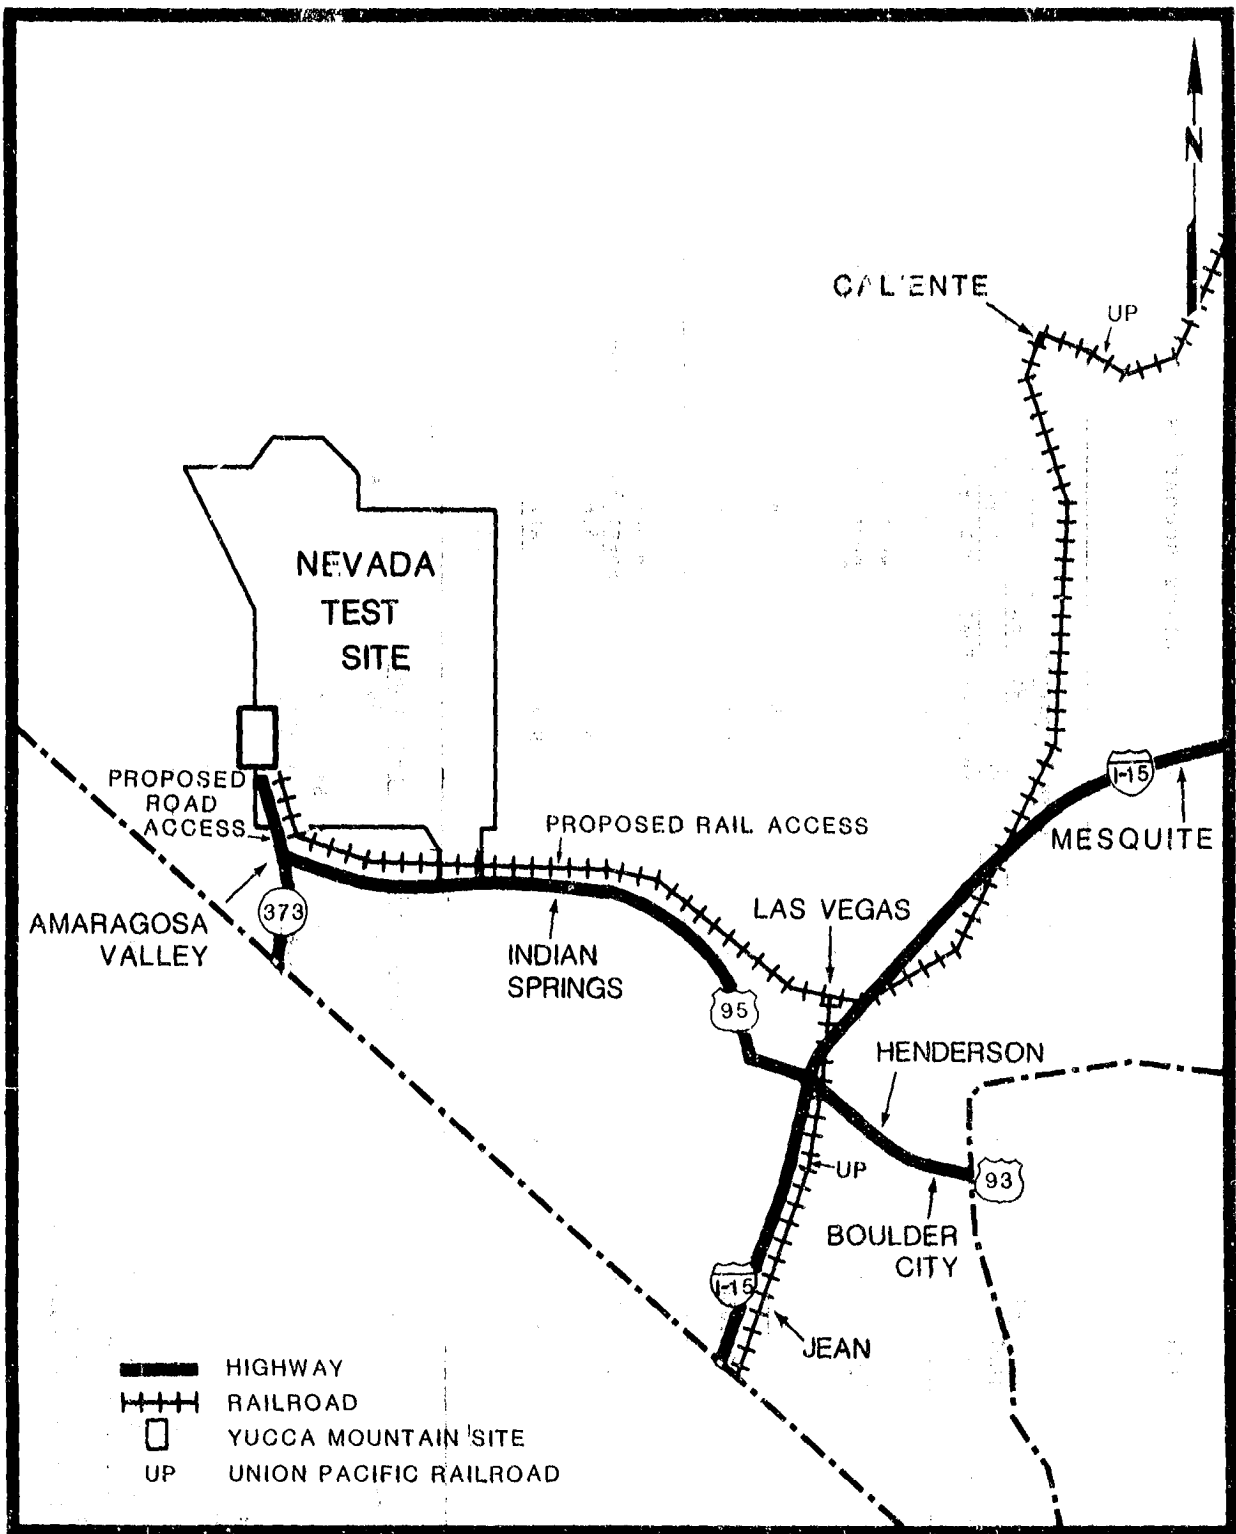 N
CALIENTE
UP
NEVADA
TEST
SITE
I-15
PROPOSED
ROAD
ACCESS
PROPOSED RAIL ACCESS
MESQUITE
373
LAS VEGAS
AMARAGOSA
VALLEY
INDIAN
SPRINGS
95
HENDERSON
UP
93
BOULDER
CITY
I-15
JEAN
HIGHWAY
RAILROAD
YUCCA MOUNTAIN SITE
UP UNION PACIFIC RAILROAD